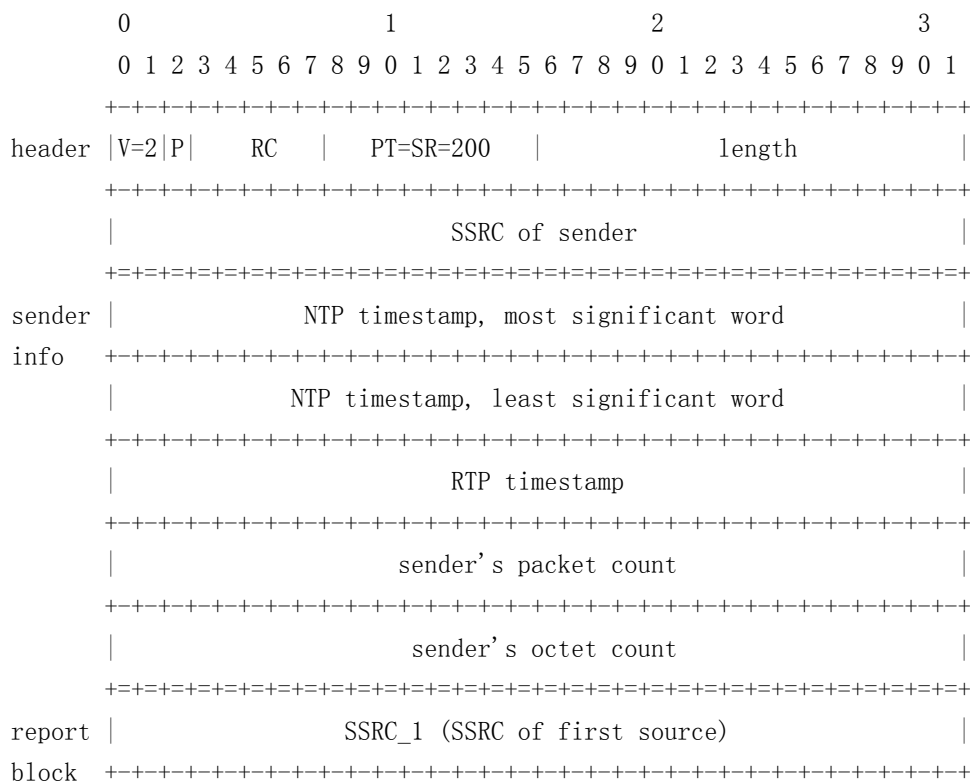 0                   1                   2                   3
0 1 2 3 4 5 6 7 8 9 0 1 2 3 4 5 6 7 8 9 0 1 2 3 4 5 6 7 8 9 0 1
+-+-+-+-+-+-+-+-+-+-+-+-+-+-+-+-+-+-+-+-+-+-+-+-+-+-+-+-+-+-+-+-+
header |V=2|P|    RC   |   PT=SR=200   |             length            |
+-+-+-+-+-+-+-+-+-+-+-+-+-+-+-+-+-+-+-+-+-+-+-+-+-+-+-+-+-+-+-+-+
|                         SSRC of sender                        |
+=+=+=+=+=+=+=+=+=+=+=+=+=+=+=+=+=+=+=+=+=+=+=+=+=+=+=+=+=+=+=+=+
sender |              NTP timestamp, most significant word             |
info   +-+-+-+-+-+-+-+-+-+-+-+-+-+-+-+-+-+-+-+-+-+-+-+-+-+-+-+-+-+-+-+-+
|             NTP timestamp, least significant word             |
+-+-+-+-+-+-+-+-+-+-+-+-+-+-+-+-+-+-+-+-+-+-+-+-+-+-+-+-+-+-+-+-+
|                         RTP timestamp                         |
+-+-+-+-+-+-+-+-+-+-+-+-+-+-+-+-+-+-+-+-+-+-+-+-+-+-+-+-+-+-+-+-+
|                     sender's packet count                     |
+-+-+-+-+-+-+-+-+-+-+-+-+-+-+-+-+-+-+-+-+-+-+-+-+-+-+-+-+-+-+-+-+
|                      sender's octet count                     |
+=+=+=+=+=+=+=+=+=+=+=+=+=+=+=+=+=+=+=+=+=+=+=+=+=+=+=+=+=+=+=+=+
report |                 SSRC_1 (SSRC of first source)                 |
block  +-+-+-+-+-+-+-+-+-+-+-+-+-+-+-+-+-+-+-+-+-+-+-+-+-+-+-+-+-+-+-+-+